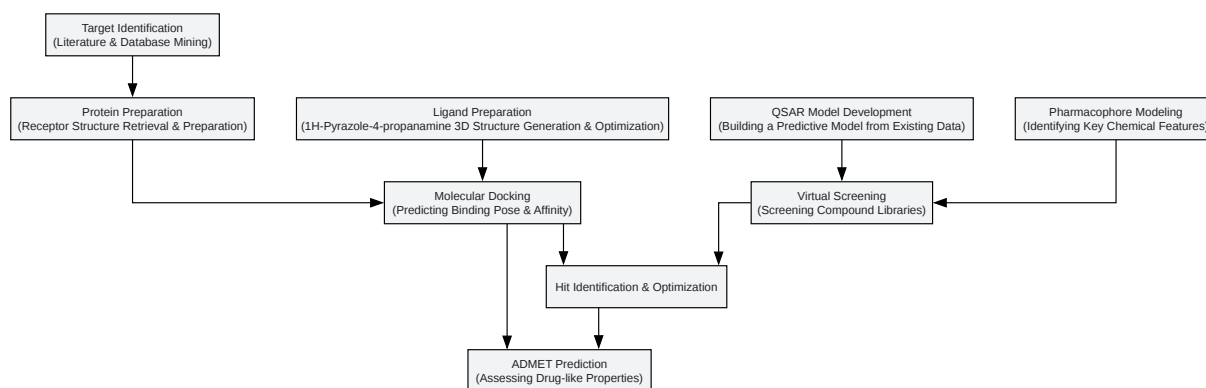 Target Identification
(Literature & Database Mining)
Protein Preparation
(Receptor Structure Retrieval & Preparation)
Ligand Preparation
(1H-Pyrazole-4-propanamine 3D Structure Generation & Optimization)
QSAR Model Development
(Building a Predictive Model from Existing Data)
Pharmacophore Modeling
(Identifying Key Chemical Features)
Molecular Docking
(Predicting Binding Pose & Affinity)
Virtual Screening
(Screening Compound Libraries)
Hit Identification & Optimization
ADMET Prediction
(Assessing Drug-like Properties)